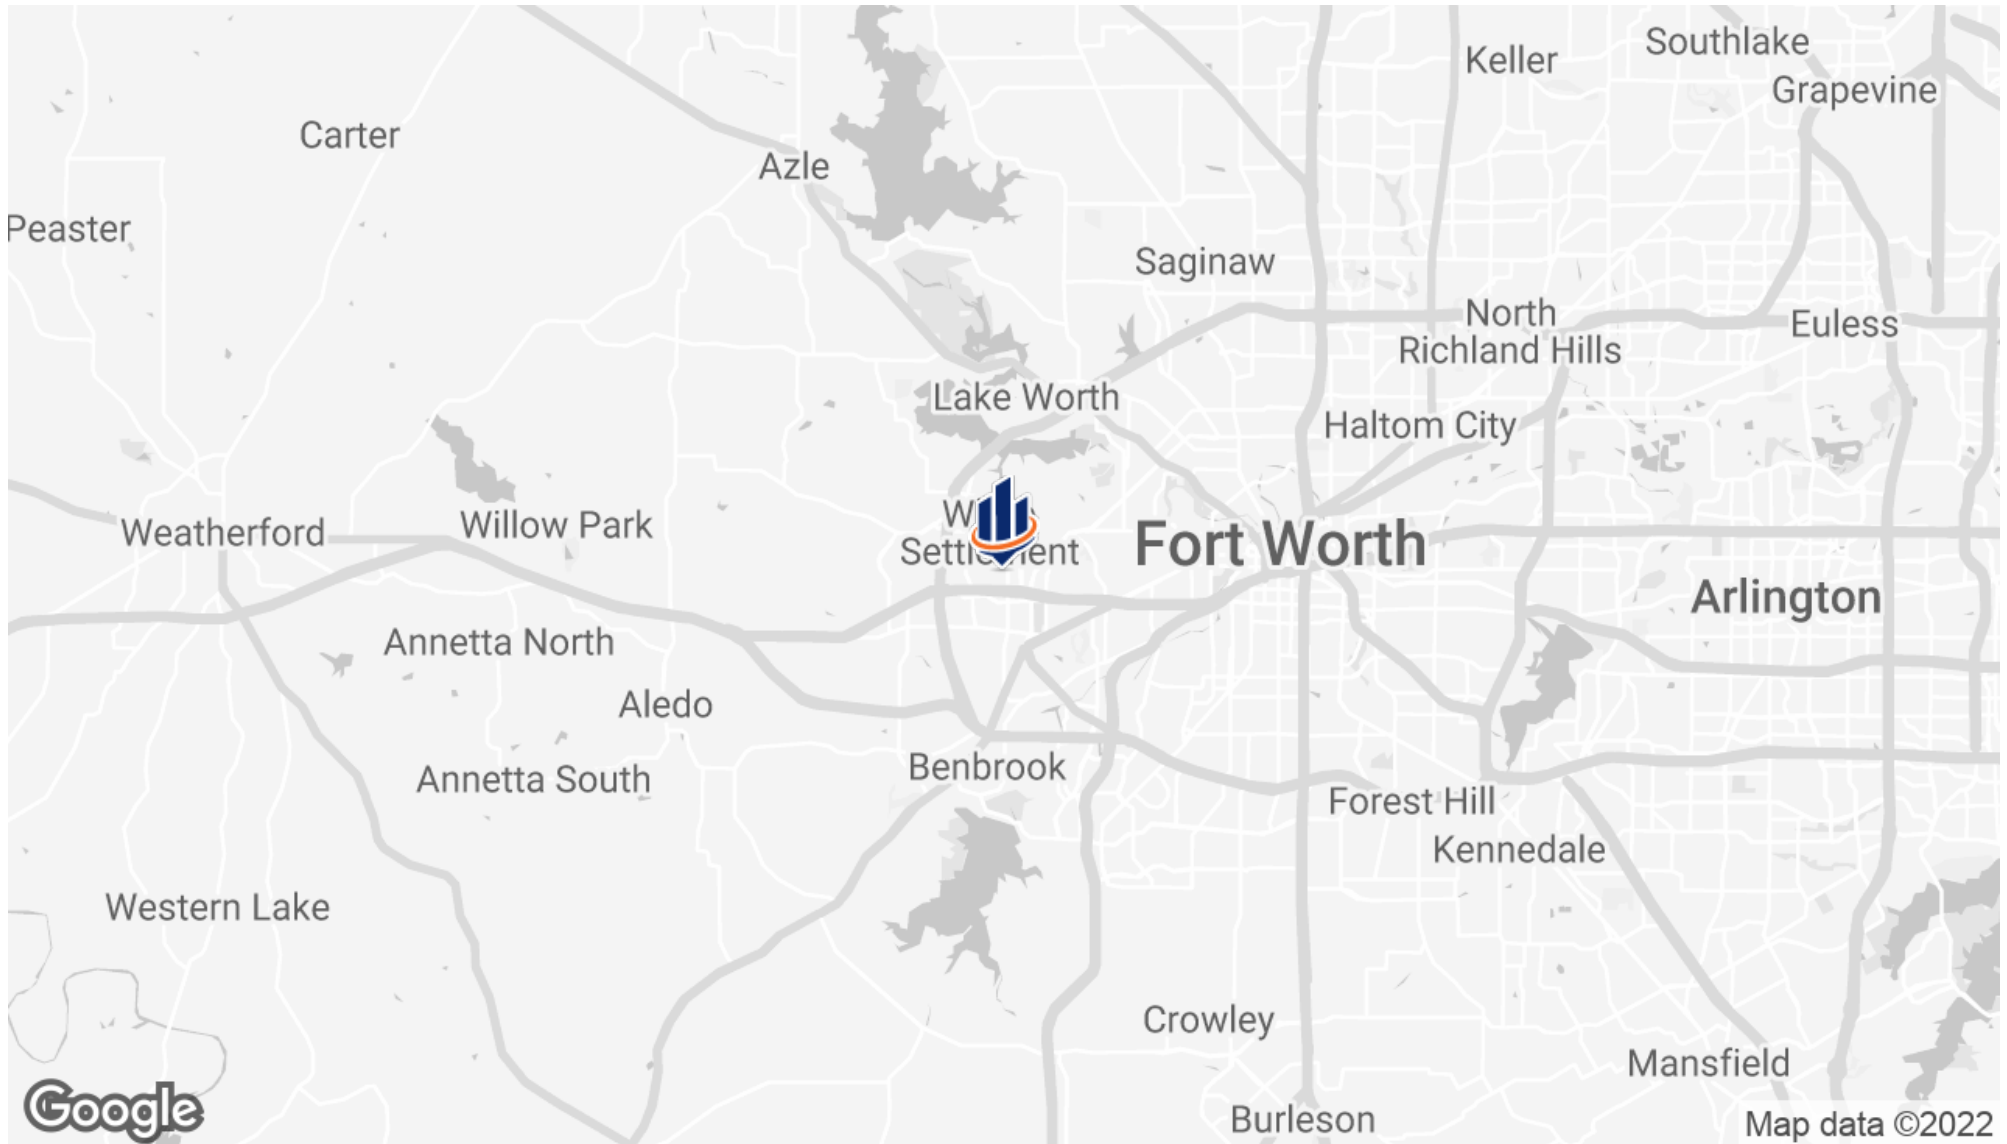 Southlake
Keller
Grapevine
Carter
Azle
Peaster
Saginaw
North
Richland Hills
Euless
Lake Worth
Haltom City
Settlement
Weatherford
Willow Park
Fort Worth
Arlington
Annetta North
Aledo
Benbrook
Annetta South
Forest Hill
Kennedale
Western Lake
Crowley
Mansfield
Burleson
Google
Map data ©2022